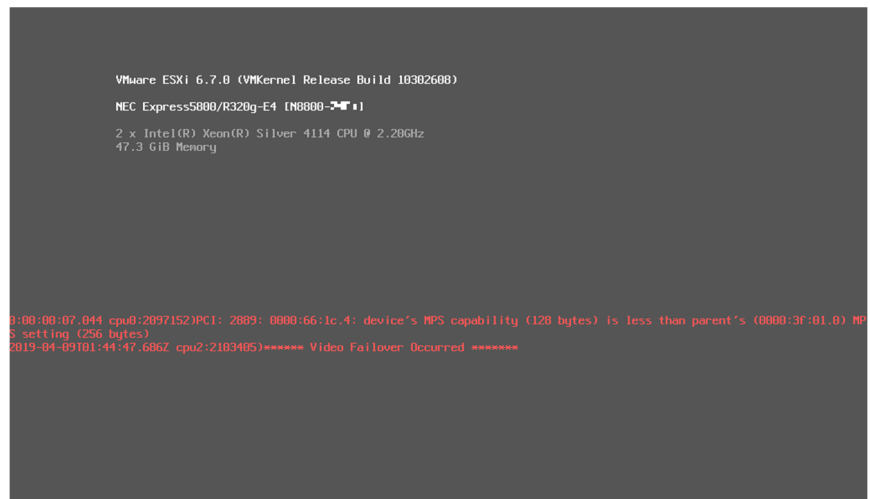 VMware ESXi 6.7.0 (VMKernel Release Build 10302608)
NEC Express5800/R320g-E4 [N8800-
2 x Intel(R) Xeon(R) Silver 4114 CPU @ 2.20GHz
47.3 GiB Memory
0:00:00:07.044 cpu0:2097152)PCI: 2889: 0000:66:1c.4: device's MPS capability (128 bytes) is less than parent's (0000:3f:01.0) MP
S setting (256 bytes)
2019-04-09T01:44:47.686Z cpu2:2103405)****** Video Failover Occurred *******